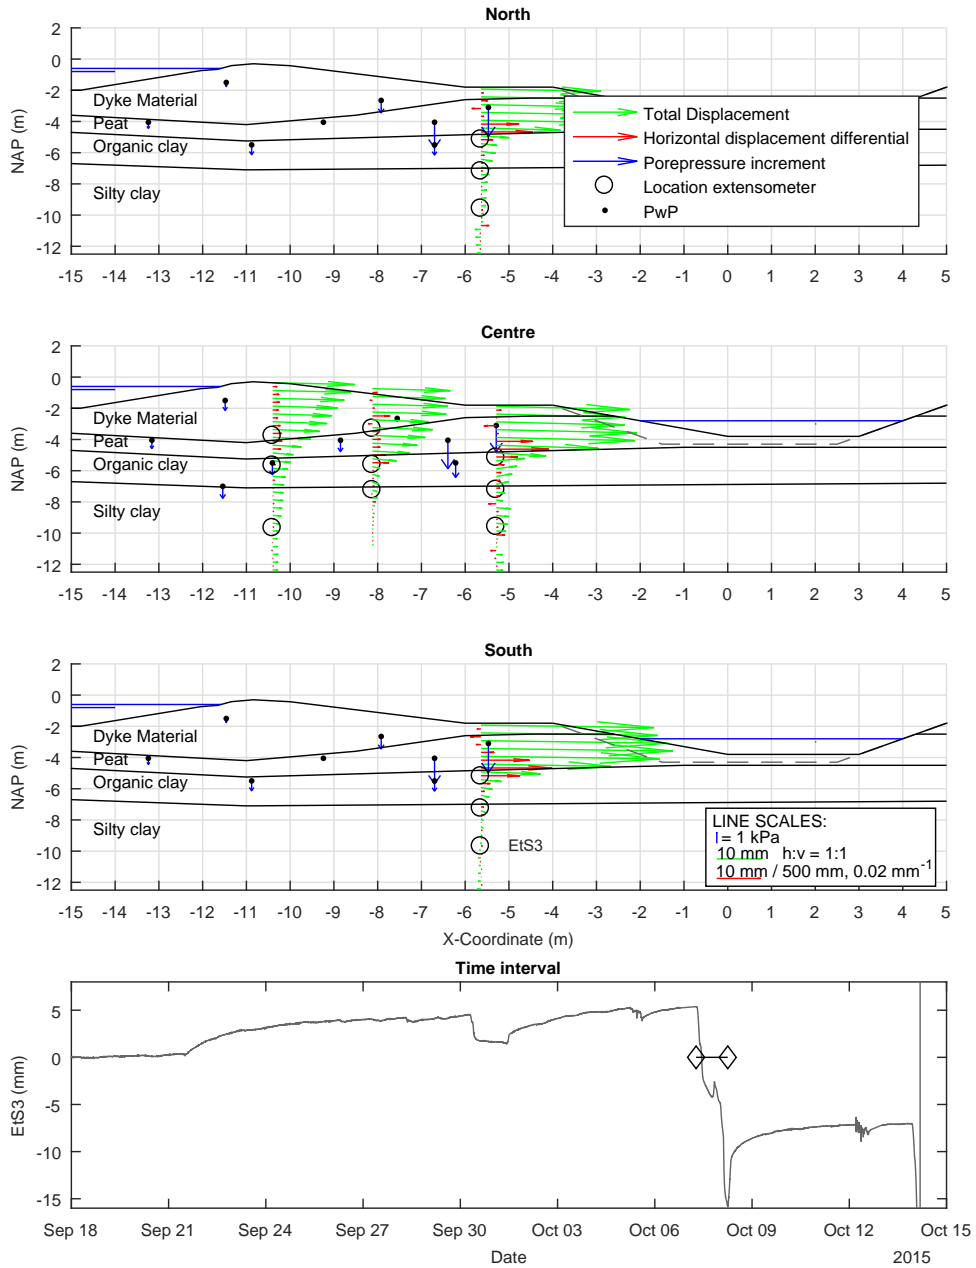 North
2
0
-2
-4
-6
-8
-10
-12
NAP (m)
Dyke Material
Peat
Organic clay
Silty clay
Total Displacement
Horizontal displacement differential
Porepressure increment
Location extensometer
PwP
-15 -14 -13 -12 -11 -10 -9 -8 -7 -6 -5 -4 -3 -2 -1 0 1 2 3 4 5
Centre
2
0
-2
-4
-6
-8
-10
-12
NAP (m)
Dyke Material
Peat
Organic clay
Silty clay
-15 -14 -13 -12 -11 -10 -9 -8 -7 -6 -5 -4 -3 -2 -1 0 1 2 3 4 5
South
2
0
-2
-4
-6
-8
-10
-12
NAP (m)
Dyke Material
Peat
Organic clay
Silty clay
EtS3
LINE SCALES:
= 1 kPa
10 mm h:v = 1:1
10 mm / 500 mm, 0.02 mm⁻¹
-15 -14 -13 -12 -11 -10 -9 -8 -7 -6 -5 -4 -3 -2 -1 0 1 2 3 4 5
X-Coordinate (m)
Time interval
5
0
-5
-10
-15
EtS3 (mm)
Sep 18 Sep 21 Sep 24 Sep 27 Sep 30 Oct 03 Oct 06 Oct 09 Oct 12 Oct 15
Date
2015